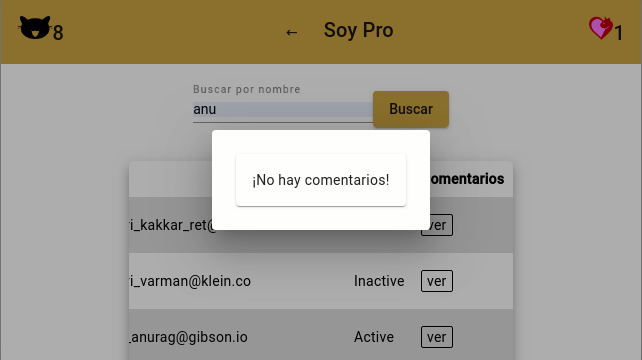 8
← Soy Pro
1
Buscar por nombre
anu
Buscar
¡No hay comentarios!
omentarios
i_kakkar_ret@
ver
i_varman@klein.co Inactive ver
_anurag@gibson.io Active ver